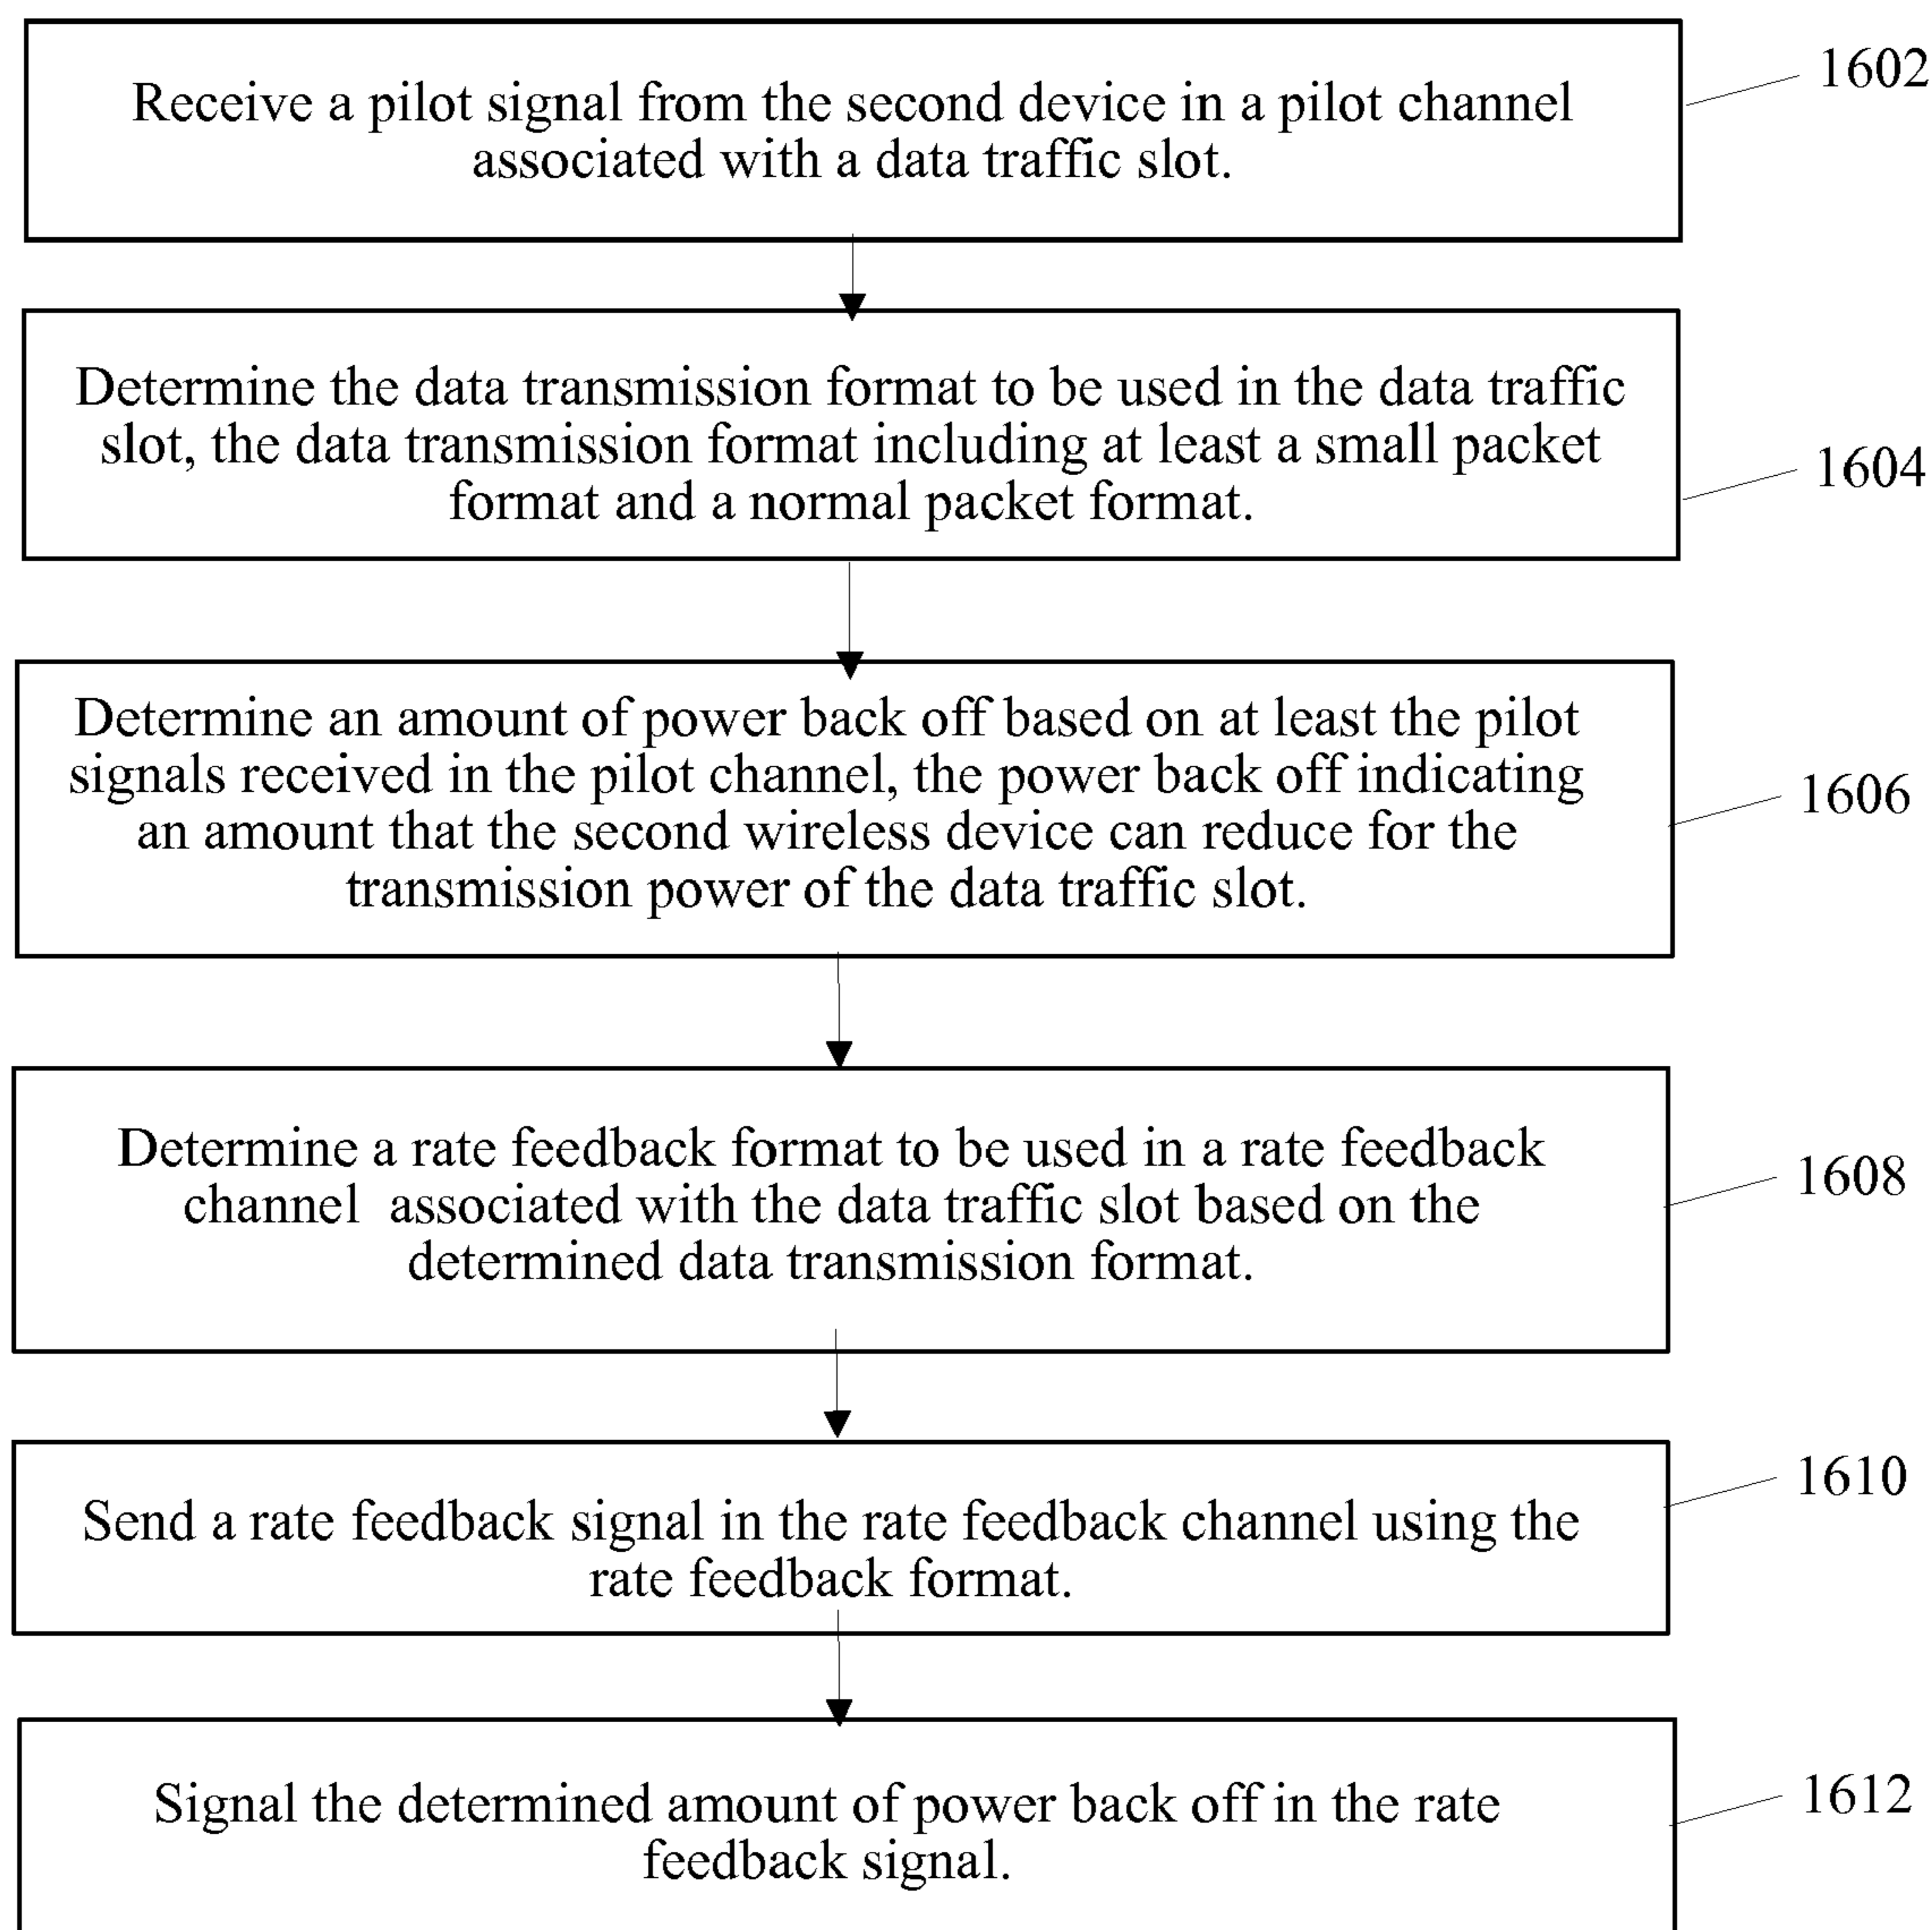 Receive a pilot signal from the second device in a pilot channel
associated with a data traffic slot.
1602
Determine the data transmission format to be used in the data traffic
slot, the data transmission format including at least a small packet
format and a normal packet format.
1604
Determine an amount of power back off based on at least the pilot
signals received in the pilot channel, the power back off indicating
an amount that the second wireless device can reduce for the
transmission power of the data traffic slot.
1606
Determine a rate feedback format to be used in a rate feedback
channel associated with the data traffic slot based on the
determined data transmission format.
1608
Send a rate feedback signal in the rate feedback channel using the
rate feedback format.
1610
Signal the determined amount of power back off in the rate
feedback signal.
1612